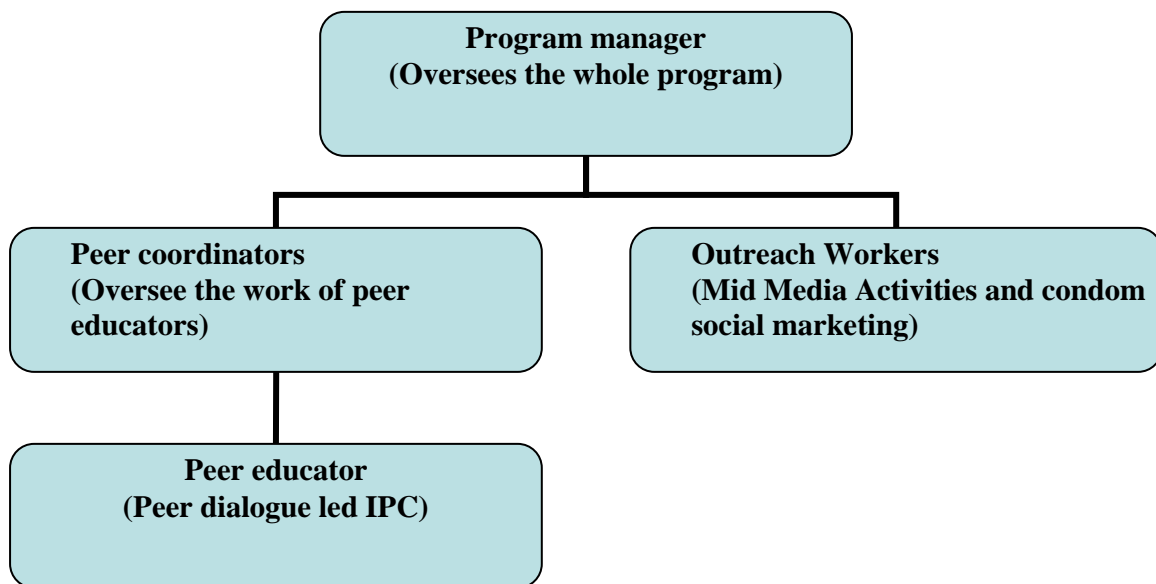 Program manager
(Oversees the whole program)
Peer coordinators
(Oversee the work of peer
educators)
Outreach Workers
(Mid Media Activities and condom
social marketing)
Peer educator
(Peer dialogue led IPC)